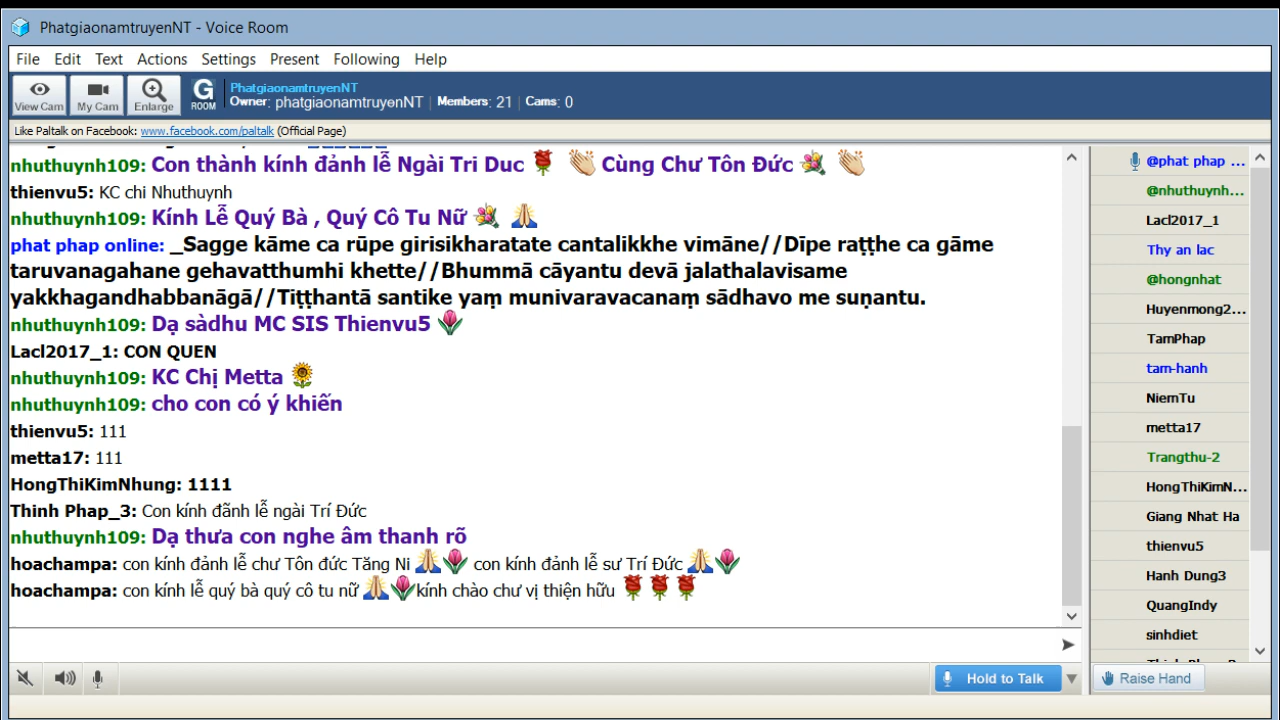 PhatgiaonamtruyenNT - Voice Room
File Edit Text Actions Settings Present Following Help
View Cam My Cam Enlarge G ROOM
PhatgiaonamtruyenNT
Owner: phatgiaonamtruyenNT | Members: 21 | Cams: 0
Like Paltalk on Facebook: www.facebook.com/paltalk (Official Page)
nhuthuynh109: Con thành kính đảnh lễ Ngài Tri Duc 🌹 👏 Cùng Chư Tôn Đức 💐 👏
thienvu5: KC chi Nhuthuynh
nhuthuynh109: Kính Lễ Quý Bà , Quý Cô Tu Nữ 💐 🙏
phat phap online: _Sagge kāme ca rūpe girisikharatate cantalikkhe vimāne//Dīpe raṭṭhe ca gāme
taruvanagahane gehavatthumhi khette//Bhummā cāyantu devā jalathalavisame
yakkhagandhabbanāgā//Tiṭṭhantā santike yaṃ munivaravacanaṃ sādhavo me suṇantu.
nhuthuynh109: Dạ sàdhu MC SIS Thienvu5 🌷
Lacl2017_1: CON QUEN
nhuthuynh109: KC Chị Metta 🌻
nhuthuynh109: cho con có ý khiến
thienvu5: 111
metta17: 111
HongThiKimNhung: 1111
Thinh Phap_3: Con kính đãnh lễ ngài Trí Đức
nhuthuynh109: Dạ thưa con nghe âm thanh rõ
hoachampa: con kính đảnh lễ chư Tôn đức Tăng Ni 🙏🌷 con kính đảnh lễ sư Trí Đức 🙏🌷
hoachampa: con kính lễ quý bà quý cô tu nữ 🙏🌷kính chào chư vị thiện hữu 🌹🌹🌹
@phat phap ...
@nhuthuynh...
Lacl2017_1
Thy an lac
@hongnhat
Huyenmong2...
TamPhap
tam-hanh
NiemTu
metta17
Trangthu-2
HongThiKimN...
Giang Nhat Ha
thienvu5
Hanh Dung3
QuangIndy
sinhdiet
Hold to Talk
Raise Hand